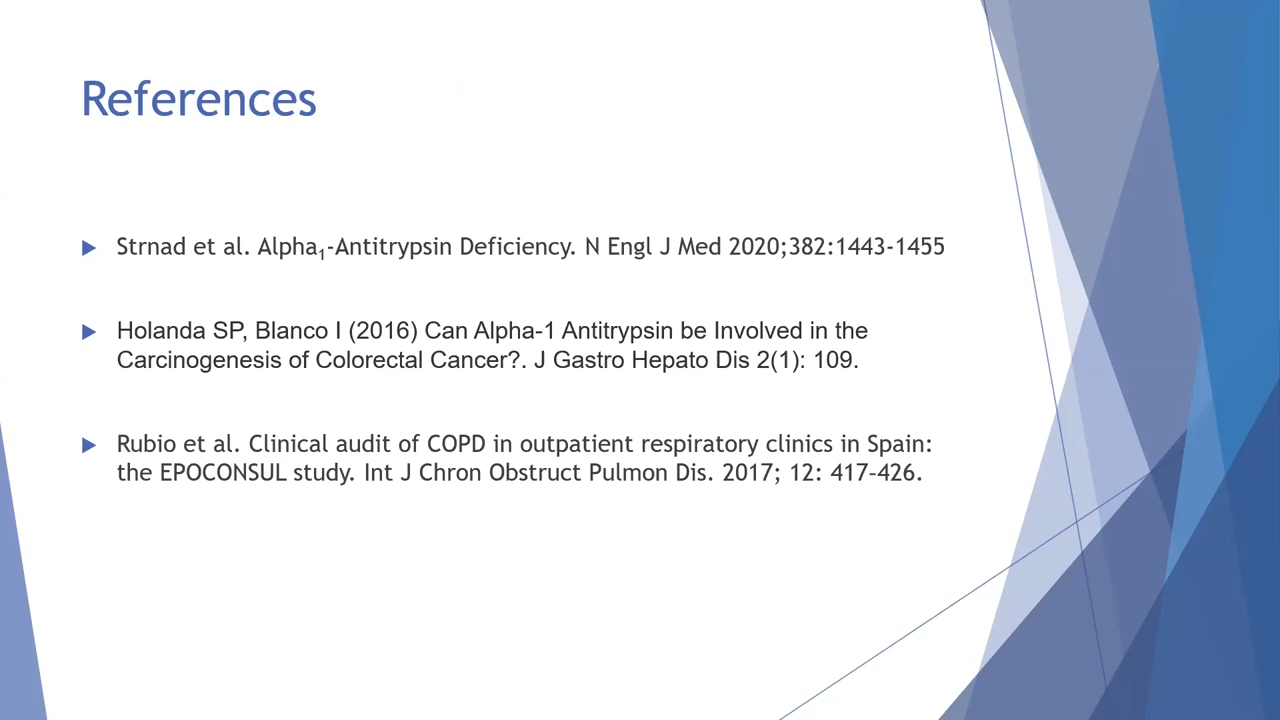 References
Strnad et al. Alpha₁-Antitrypsin Deficiency. N Engl J Med 2020;382:1443-1455
Holanda SP, Blanco I (2016) Can Alpha-1 Antitrypsin be Involved in the
Carcinogenesis of Colorectal Cancer?. J Gastro Hepato Dis 2(1): 109.
Rubio et al. Clinical audit of COPD in outpatient respiratory clinics in Spain:
the EPOCONSUL study. Int J Chron Obstruct Pulmon Dis. 2017; 12: 417–426.